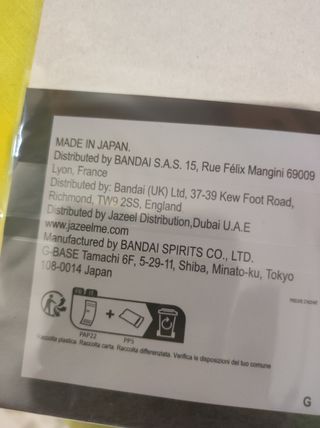 MADE IN JAPAN.
Distributed by BANDAI S.A.S. 15, Rue Félix Mangini 69009
Lyon, France
Distributed by: Bandai (UK) Ltd, 37-39 Kew Foot Road,
Richmond, TW9 2SS, England
Distributed by Jazeel Distribution,Dubai U.A.E
www.jazeelme.com
Manufactured by BANDAI SPIRITS CO., LTD.
G-BASE Tamachi 6F, 5-29-11, Shiba, Minato-ku, Tokyo
108-0014 Japan
FR IT
PAP22 + PP5
Raccolta plastica. Raccolta carta. Raccolta differenziata. Verifica le disposizioni del tuo comune
G